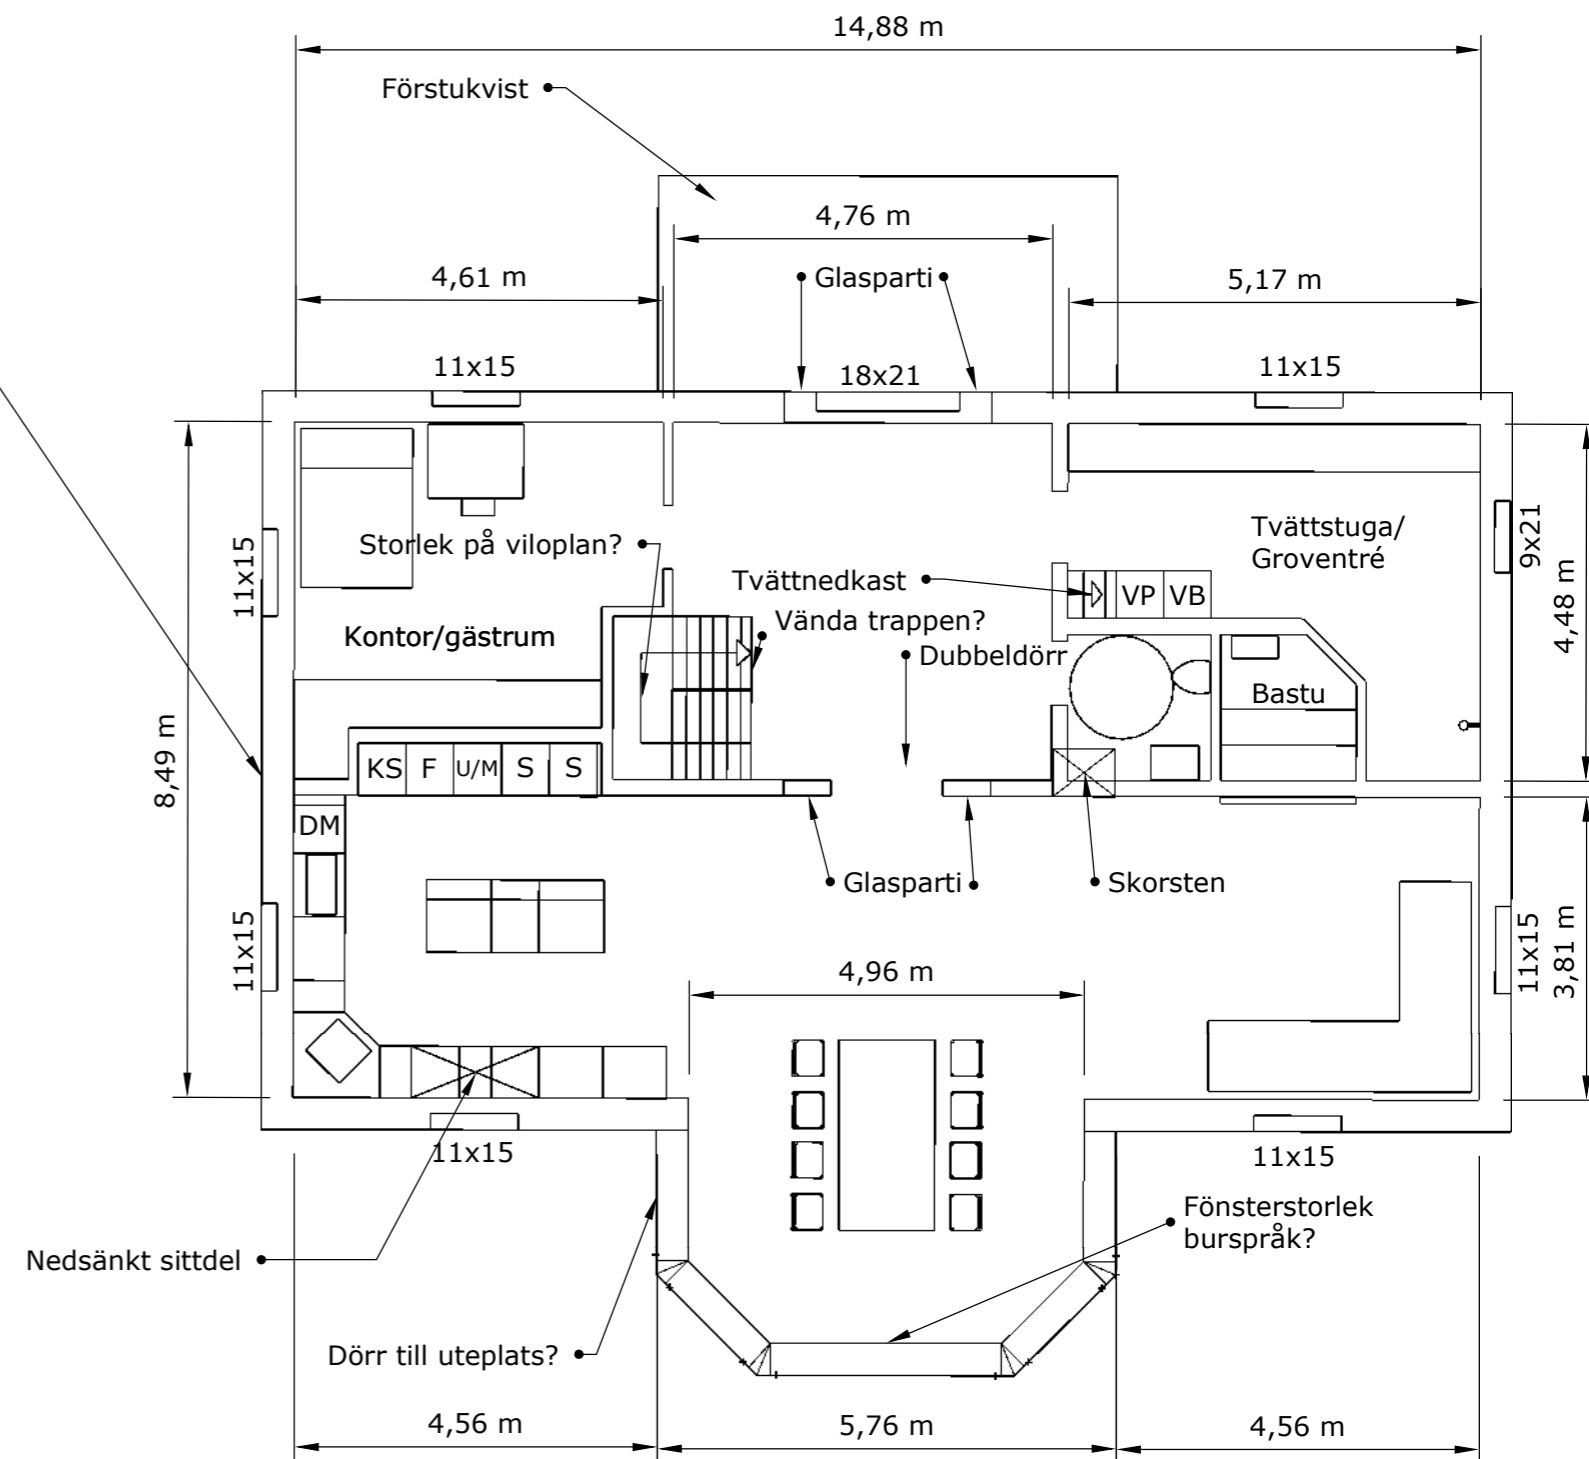 14,88 m
Förstukvist
4,76 m
4,61 m
Glasparti
5,17 m
11x15
18x21
11x15
11x15
Storlek på viloplan?
Tvättstuga/
Groventré
9x21
Tvättnedkast
VP
VB
Vända trappen?
Kontor/gästrum
Dubbeldörr
4,48 m
Bastu
8,49 m
KS
F
U/M
S
S
DM
Glasparti
Skorsten
11x15
11x15
3,81 m
4,96 m
11x15
11x15
Fönsterstorlek
burspråk?
Nedsänkt sittdel
Dörr till uteplats?
4,56 m
5,76 m
4,56 m